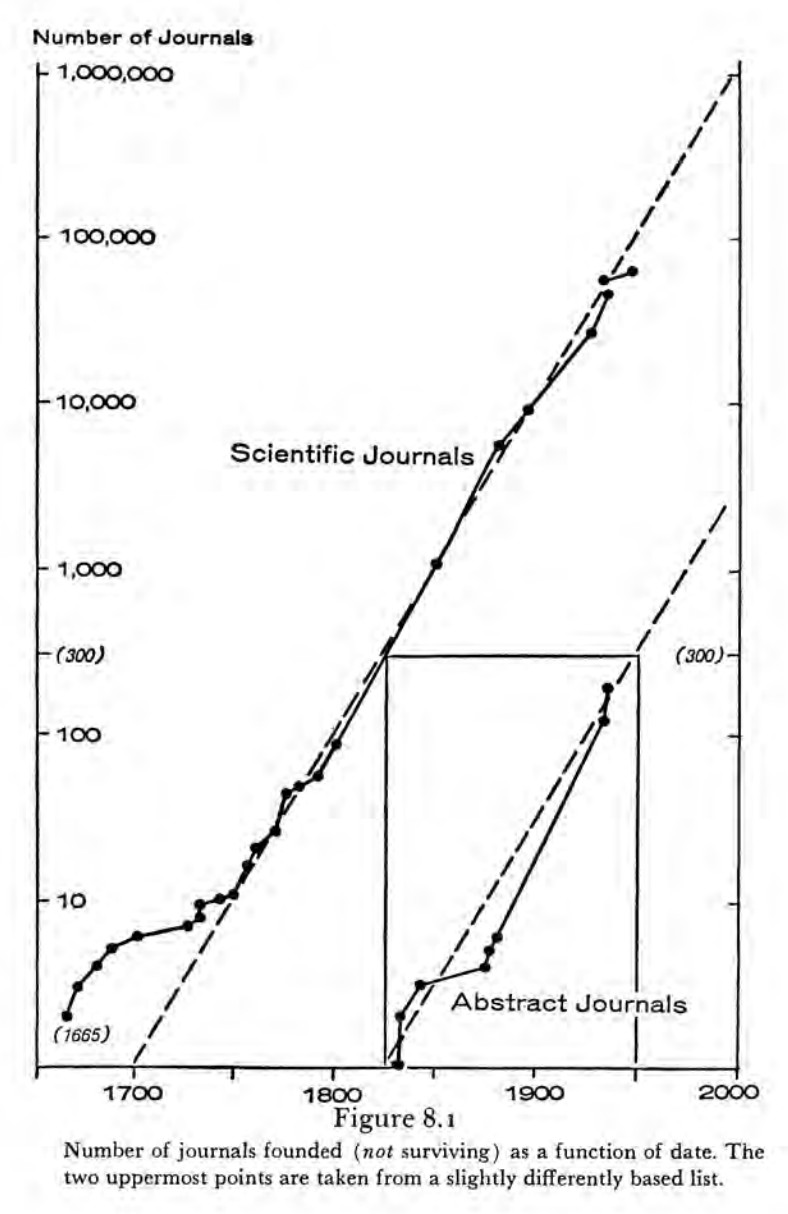 Number of Journals
1,000,000
100,000
10,000
Scientific Journals
1,000
(300)
(300)
100
10
Abstract Journals
(1665)
1700
1800
1900
2000
Figure 8.1
Number of journals founded (not surviving) as a function of date. The
two uppermost points are taken from a slightly differently based list.